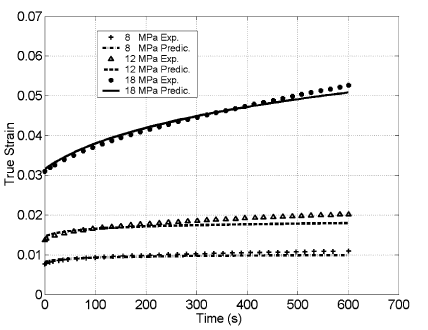 0.07
0.06
0.05
0.04
0.03
0.02
0.01
0
True Strain
8 MPa Exp.
8 MPa Predic.
12 MPa Exp.
12 MPa Predic.
18 MPa Exp.
18 MPa Predic.
0 100 200 300 400 500 600 700
Time (s)